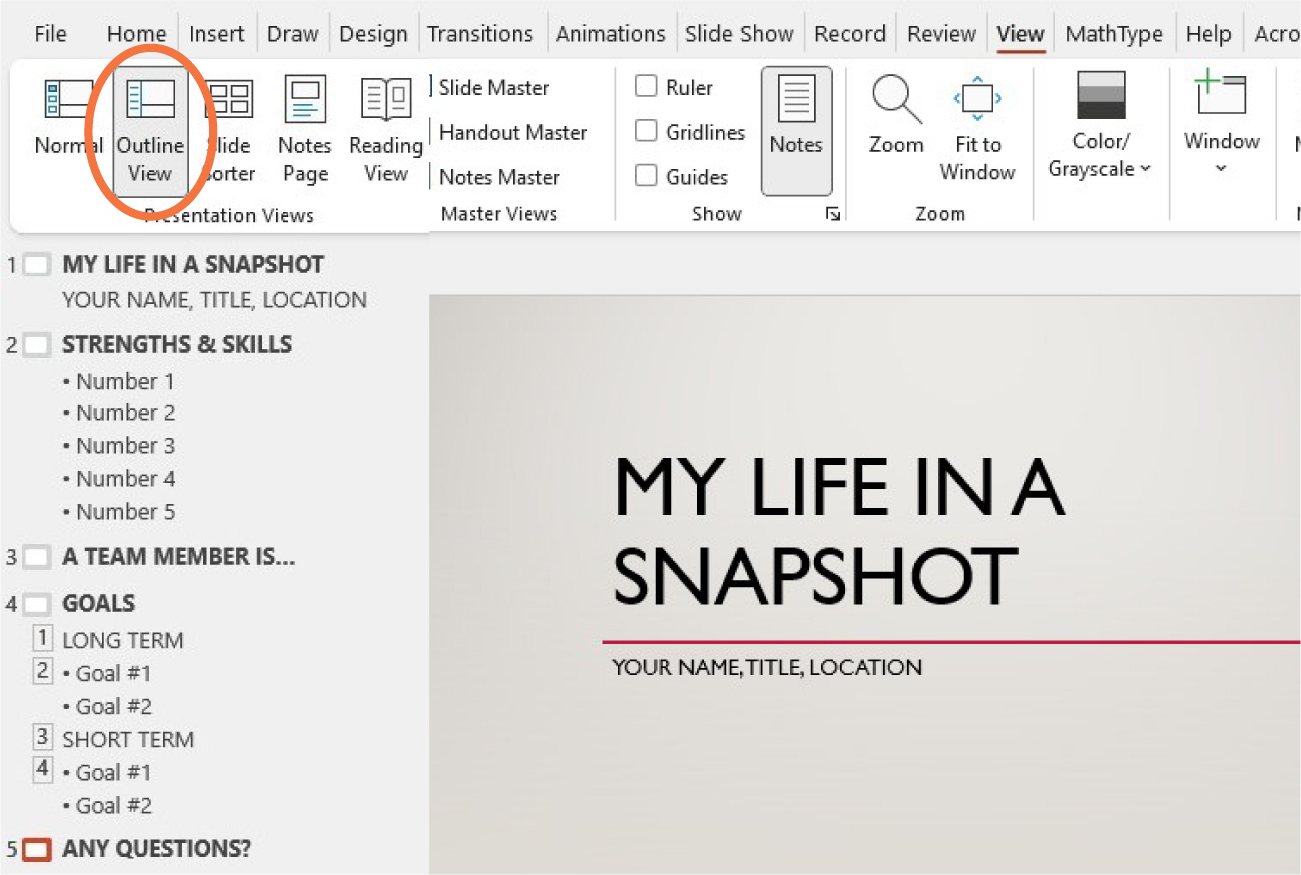 File Home Insert Draw Design Transitions Animations Slide Show Record Review View MathType Help Acro
Normal
Outline View
Slide Sorter
Notes Page
Reading View
Presentation Views
Slide Master
Handout Master
Notes Master
Master Views
Ruler
Gridlines
Guides
Notes
Show
Zoom
Fit to Window
Zoom
Color/ Grayscale
Window
1 MY LIFE IN A SNAPSHOT
YOUR NAME, TITLE, LOCATION
2 STRENGTHS & SKILLS
• Number 1
• Number 2
• Number 3
• Number 4
• Number 5
3 A TEAM MEMBER IS...
4 GOALS
1 LONG TERM
2 • Goal #1
• Goal #2
3 SHORT TERM
4 • Goal #1
• Goal #2
5 ANY QUESTIONS?
MY LIFE IN A
SNAPSHOT
YOUR NAME, TITLE, LOCATION